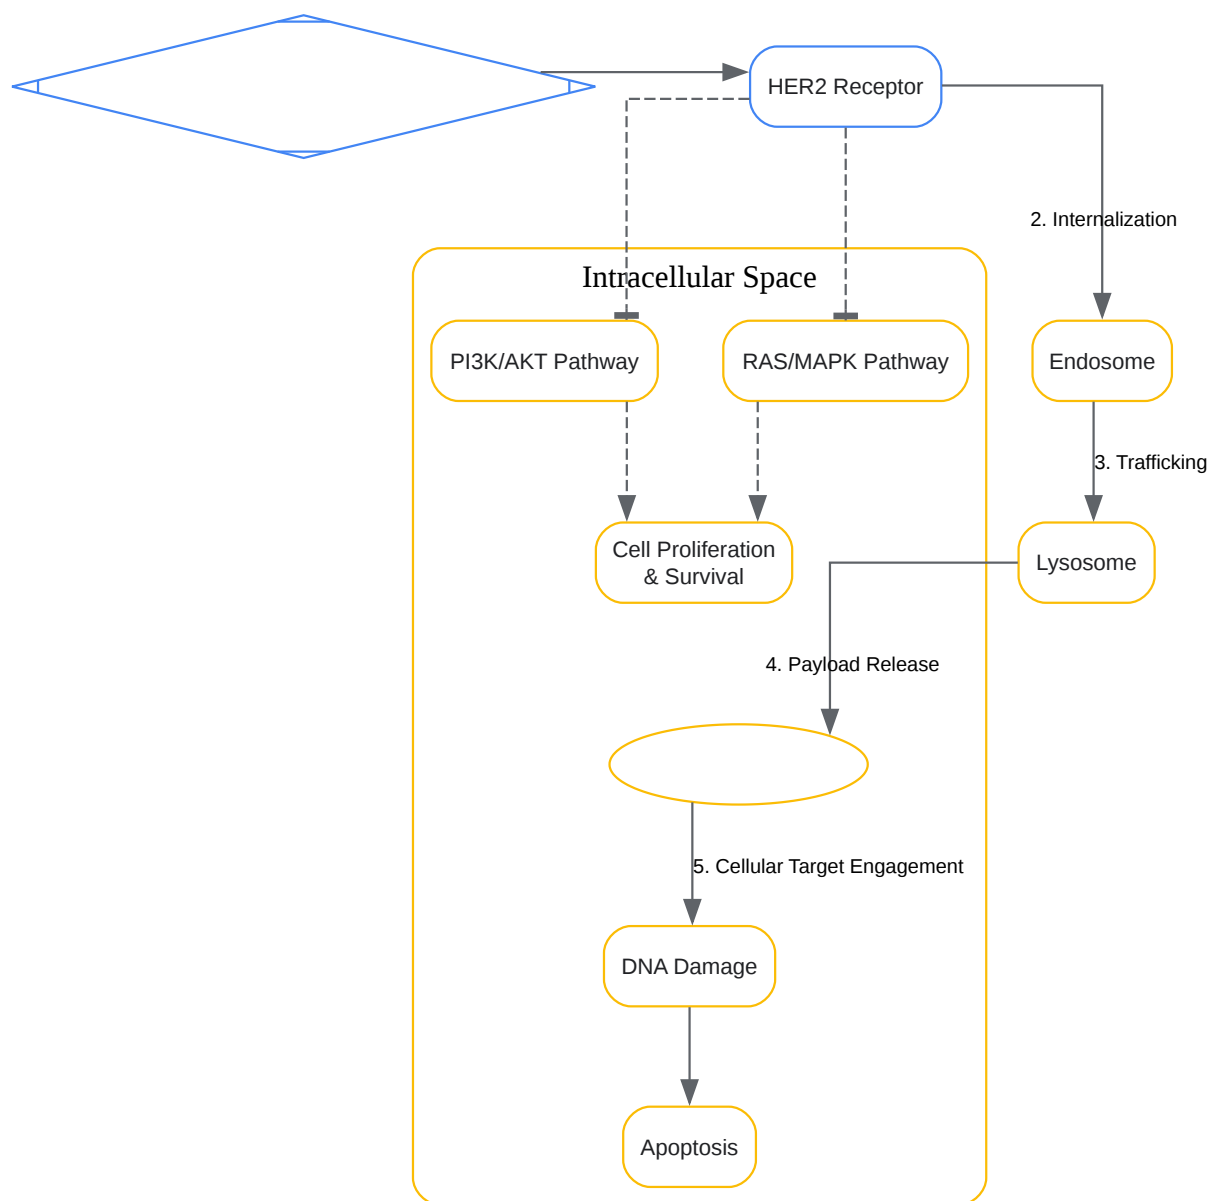 HER2 Receptor
2. Internalization
Intracellular Space
PI3K/AKT Pathway
RAS/MAPK Pathway
Endosome
3. Trafficking
Cell Proliferation
& Survival
Lysosome
4. Payload Release
5. Cellular Target Engagement
DNA Damage
Apoptosis